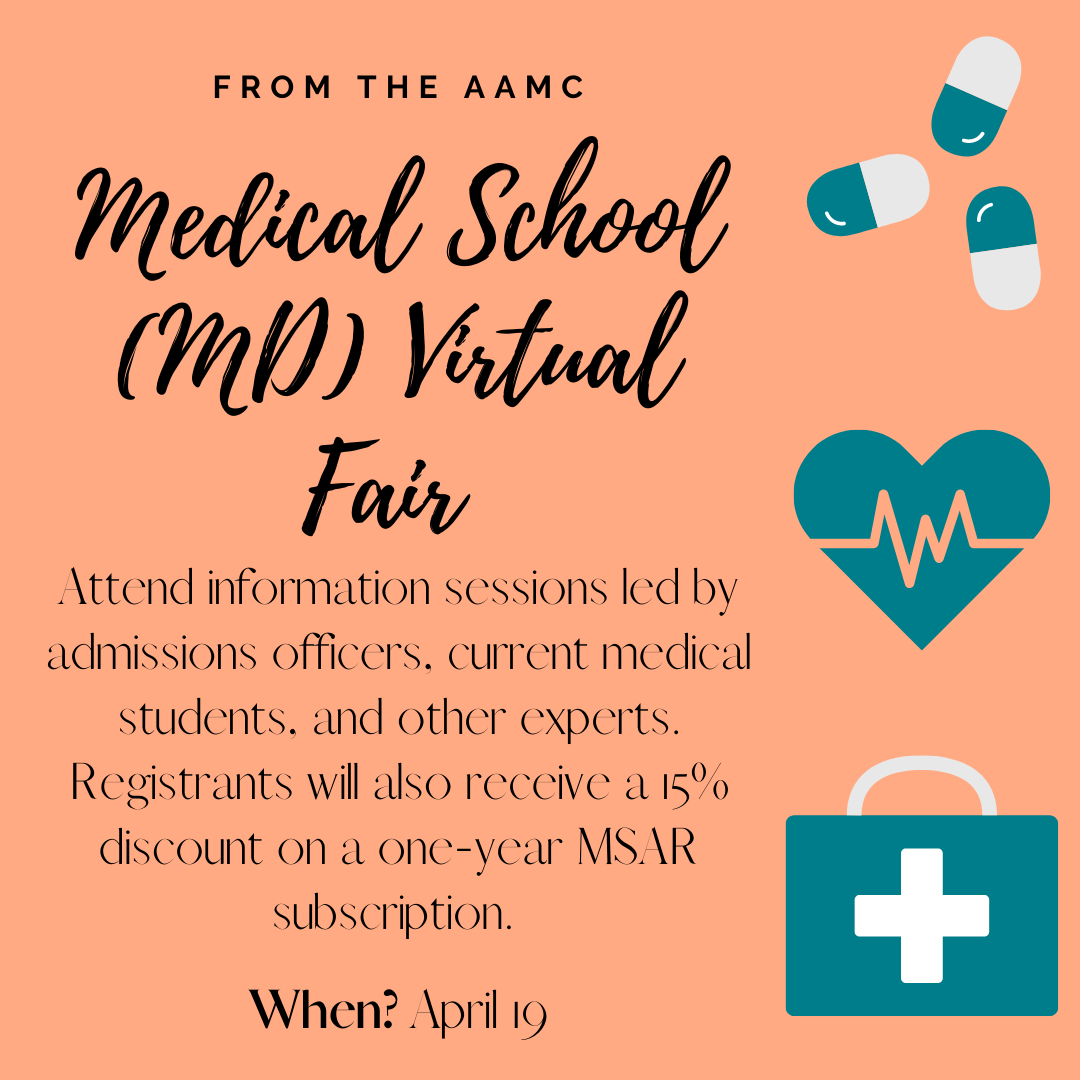 FROM THE AAMC
Medical School
(MD) Virtual
Fair
Attend information sessions led by
admissions officers, current medical
students, and other experts.
Registrants will also receive a 15%
discount on a one-year MSAR
subscription.
When? April 19